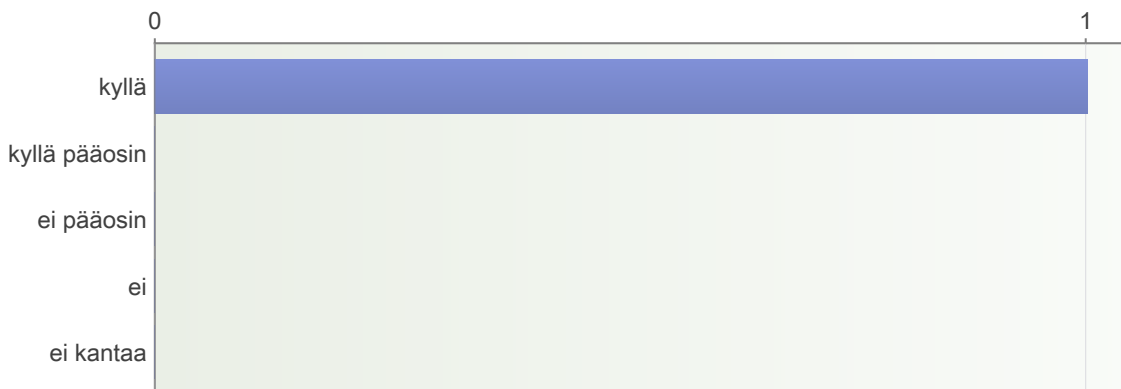 0 1
kyllä
kyllä pääosin
ei pääosin
ei
ei kantaa